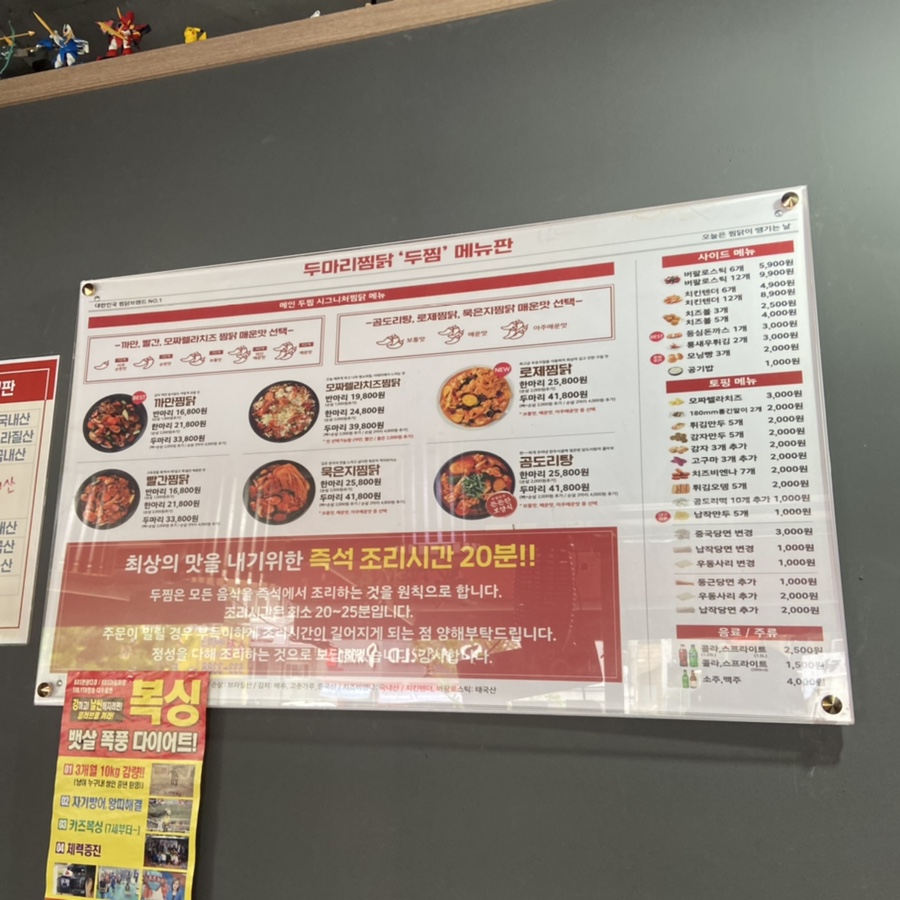 두마리찜닭 '두찜' 메뉴판
오늘은 찜닭이 땡기는 날
대한민국 찜닭브랜드 NO.1
메인 두찜 시그니처찜닭 메뉴
-까만, 빨간, 모짜렐라치즈 찜닭 매운맛 선택-
-곰도리탕, 로제찜닭, 묵은지찜닭 매운맛 선택-
보통맛
매운맛
아주매운맛
BEST
까만찜닭
반마리 16,800원
한마리 21,800원
두마리 33,800원
모짜렐라치즈찜닭
반마리 19,800원
한마리 24,800원
두마리 39,800원
NEW
로제찜닭
한마리 25,800원
두마리 41,800원
빨간찜닭
반마리 16,800원
한마리 21,800원
두마리 33,800원
묵은지찜닭
한마리 25,800원
두마리 41,800원
곰도리탕
한마리 25,800원
두마리 41,800원
최상의 맛을 내기위한 즉석 조리시간 20분!!
두찜은 모든 음식을 즉석에서 조리하는 것을 원칙으로 합니다.
조리시간은 최소 20~25분입니다.
주문이 밀릴 경우 부득이하게 조리시간이 길어지게 되는 점 양해부탁드립니다.
정성을 다해 조리하는 것으로
사이드 메뉴
버팔로스틱 6개 5,900원
버팔로스틱 12개 9,900원
치킨텐더 6개 4,900원
치킨텐더 12개 8,900원
치즈볼 3개 2,500원
치즈볼 5개 4,000원
등심돈까스 1개 3,000원
통새우튀김 2개 3,000원
모닝빵 3개 2,000원
공기밥 1,000원
토핑 메뉴
모짜렐라치즈 3,000원
180mm롱김말이 2개 2,000원
튀김만두 5개 2,000원
감자만두 5개 2,000원
감자 3개 추가 2,000원
고구마 3개 추가 2,000원
치즈비엔나 7개 2,000원
튀김오뎅 5개 2,000원
곰도리떡 10개 추가 1,000원
납작만두 5개 1,000원
중국당면 변경 3,000원
납작당면 변경 1,000원
우동사리 변경 1,000원
둥근당면 추가 1,000원
우동사리 추가 2,000원
납작당면 추가 2,000원
음료 / 주류
콜라,스프라이트 2,500원
콜라,스프라이트 1,500원
소주,맥주 4,000원
복싱
뱃살 폭풍 다이어트!
01 3개월 10kg 감량!!
02 자기방어, 왕따해결
03 키즈복싱 (7세부터~)
04 체력증진